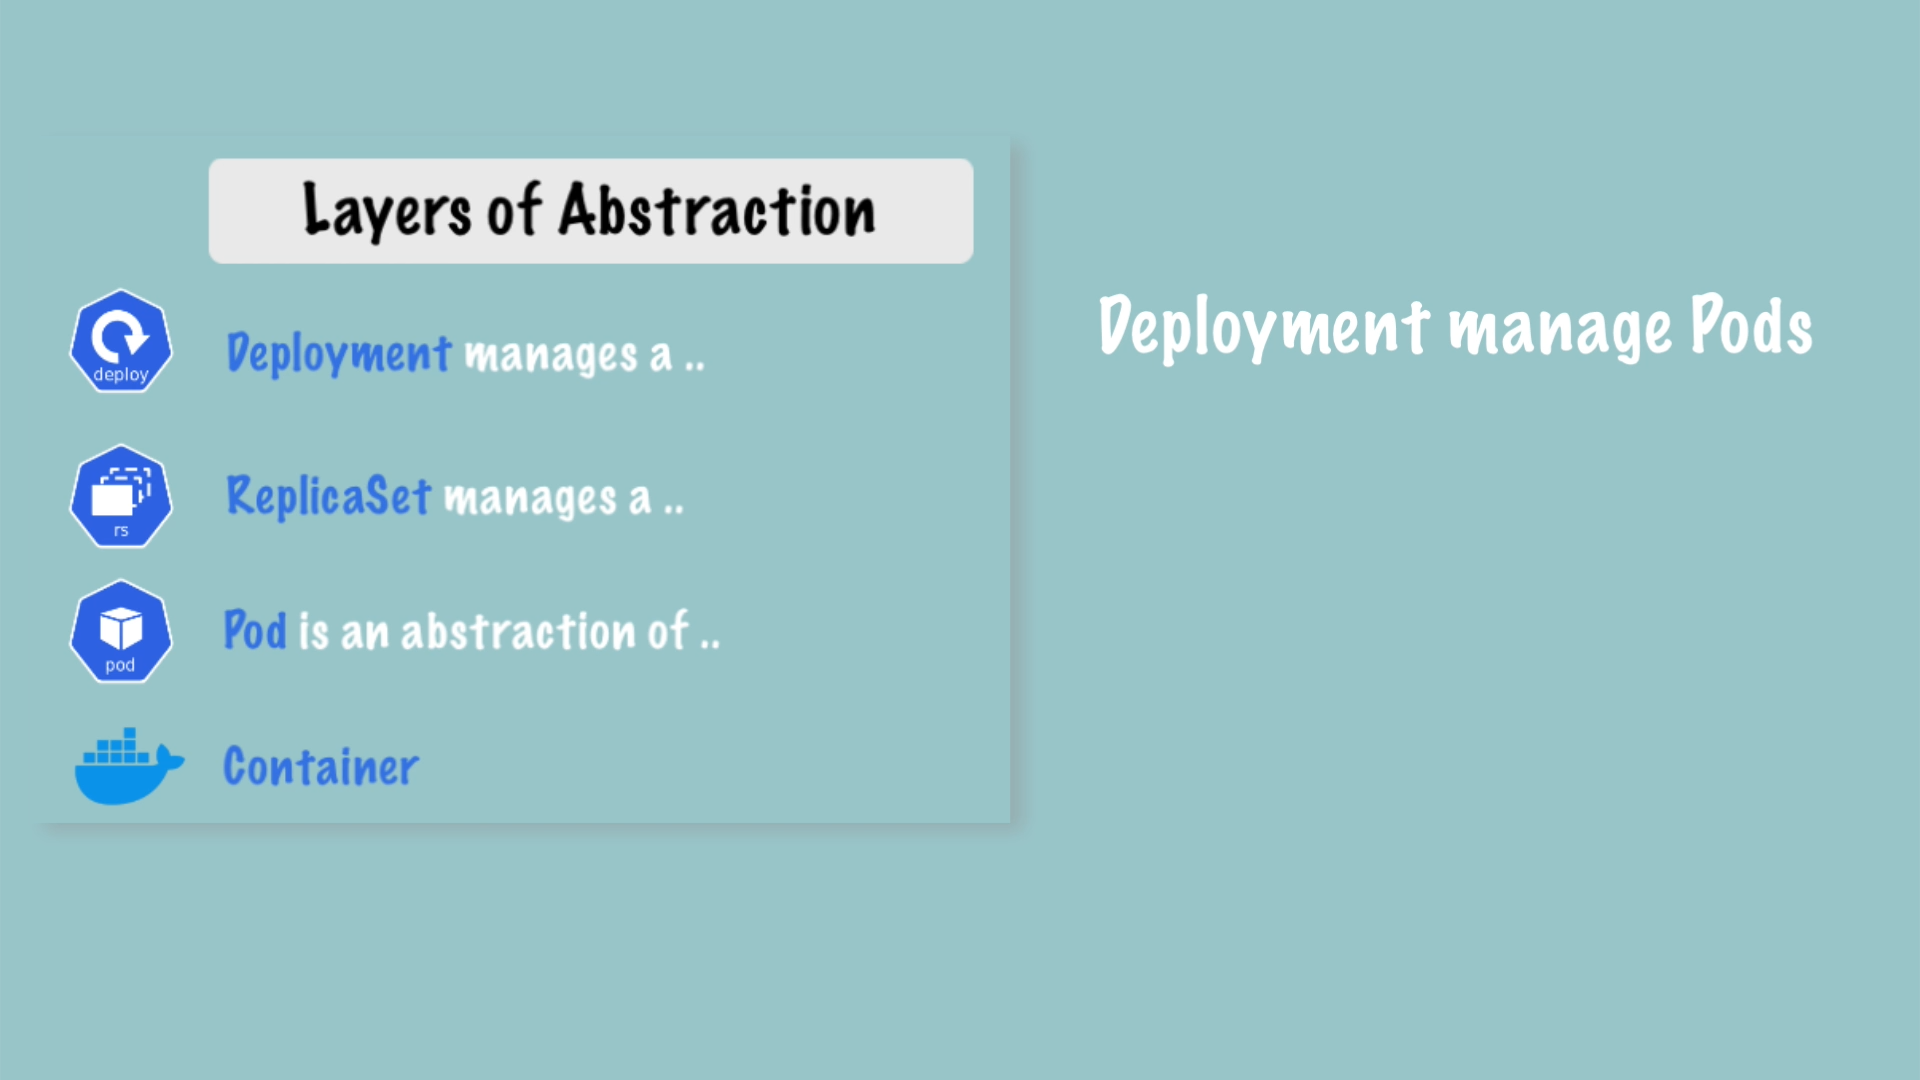 Layers of Abstraction
Deployment manage Pods
deploy
Deployment manages a ..
rs
ReplicaSet manages a ..
pod
Pod is an abstraction of ..
Container